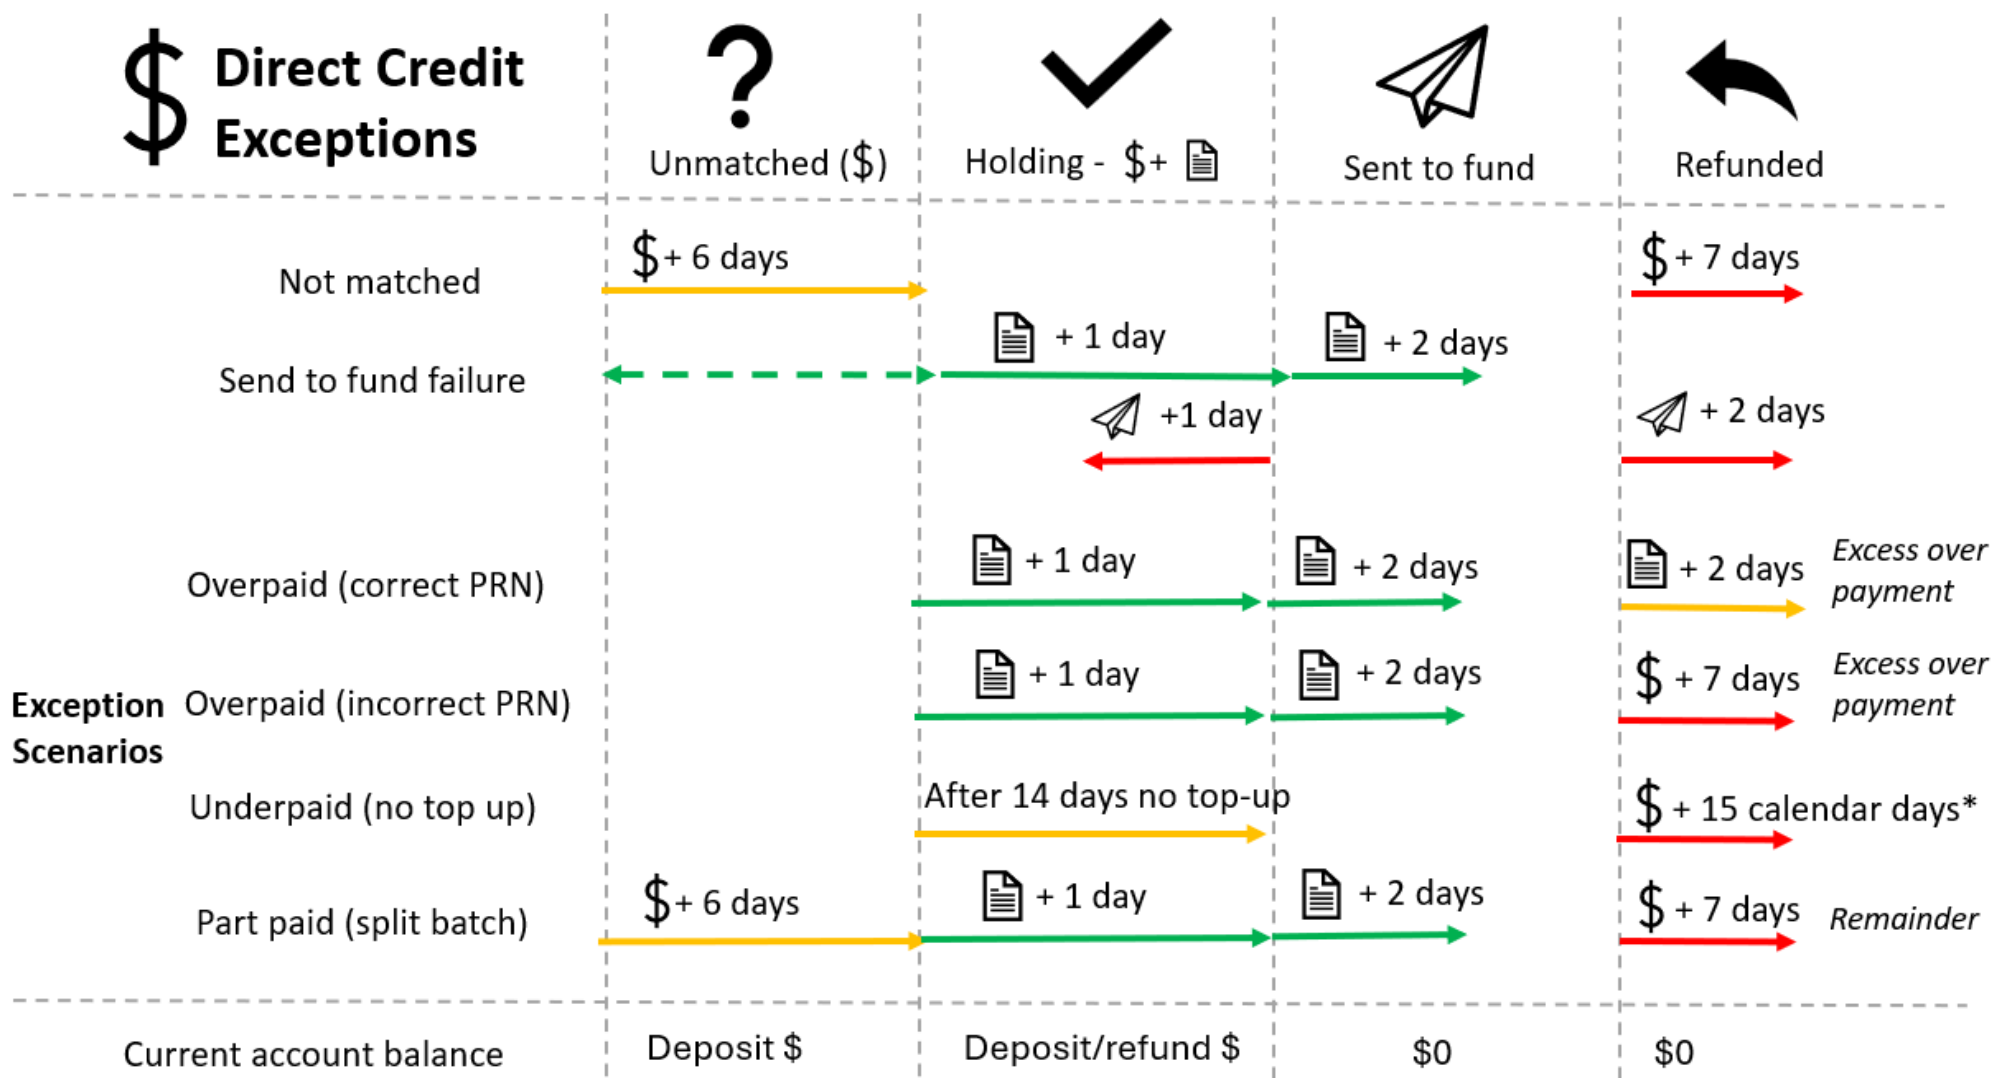 $ Direct Credit
Exceptions
?
Unmatched ($)
Holding - $+
Sent to fund
Refunded
Not matched
$+ 6 days
$ + 7 days
Send to fund failure
+ 1 day
+ 2 days
+1 day
+ 2 days
Overpaid (correct PRN)
+ 1 day
+ 2 days
+ 2 days
Excess over
payment
Exception
Scenarios
Overpaid (incorrect PRN)
+ 1 day
+ 2 days
$ + 7 days
Excess over
payment
Underpaid (no top up)
After 14 days no top-up
$ + 15 calendar days*
Part paid (split batch)
$+ 6 days
+ 1 day
+ 2 days
$ + 7 days
Remainder
Current account balance
Deposit $
Deposit/refund $
$0
$0